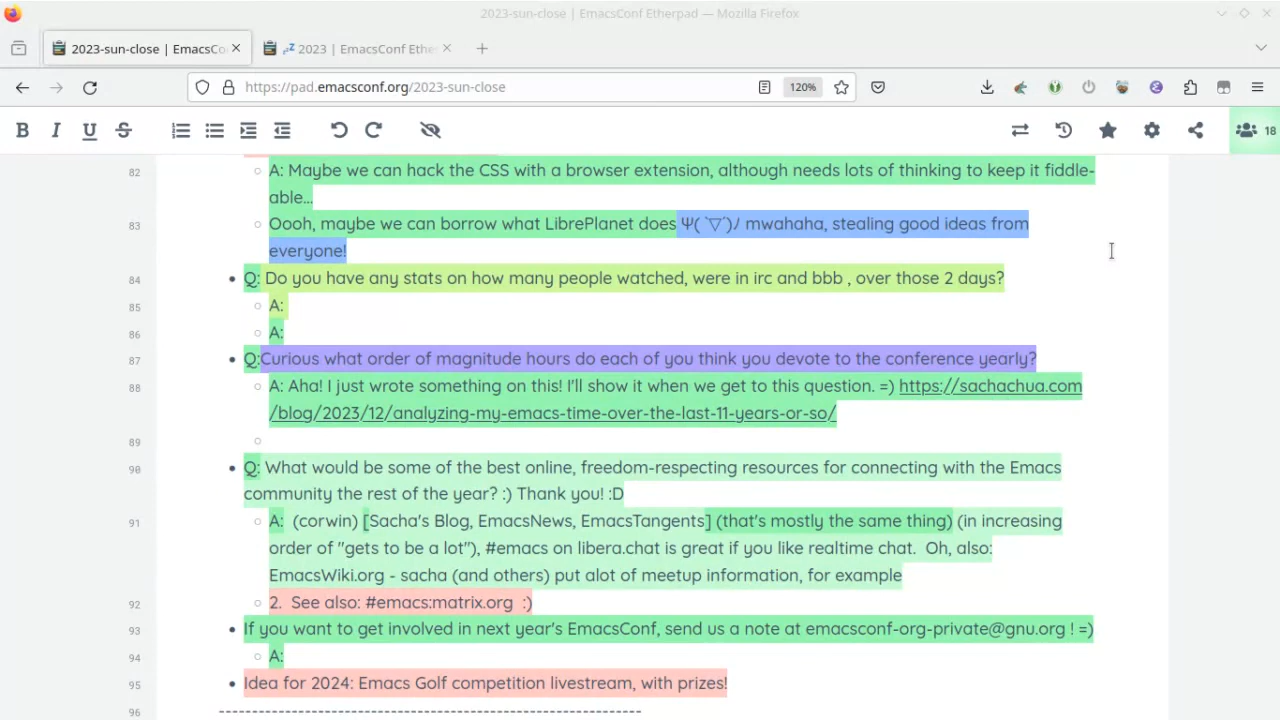 2023-sun-close | EmacsConf Etherpad — Mozilla Firefox
2023-sun-close | EmacsCo
2023 | EmacsConf Ether
https://pad.emacsconf.org/2023-sun-close
120%
B I U S
18
82 A: Maybe we can hack the CSS with a browser extension, although needs lots of thinking to keep it fiddle-
able...
83 Oooh, maybe we can borrow what LibrePlanet does Ψ( `▽´)ﾉ mwahaha, stealing good ideas from
everyone!
84 Q: Do you have any stats on how many people watched, were in irc and bbb , over those 2 days?
85 A:
86 A:
87 Q:Curious what order of magnitude hours do each of you think you devote to the conference yearly?
88 A: Aha! I just wrote something on this! I'll show it when we get to this question. =) https://sachachua.com
/blog/2023/12/analyzing-my-emacs-time-over-the-last-11-years-or-so/
89
90 Q: What would be some of the best online, freedom-respecting resources for connecting with the Emacs
community the rest of the year? :) Thank you! :D
91 A: (corwin) [Sacha's Blog, EmacsNews, EmacsTangents] (that's mostly the same thing) (in increasing
order of "gets to be a lot"), #emacs on libera.chat is great if you like realtime chat. Oh, also:
EmacsWiki.org - sacha (and others) put alot of meetup information, for example
92 2. See also: #emacs:matrix.org :)
93 If you want to get involved in next year's EmacsConf, send us a note at emacsconf-org-private@gnu.org ! =)
94 A:
95 Idea for 2024: Emacs Golf competition livestream, with prizes!
96 ----------------------------------------------------------------